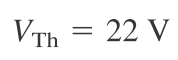 V_Th = 22 V